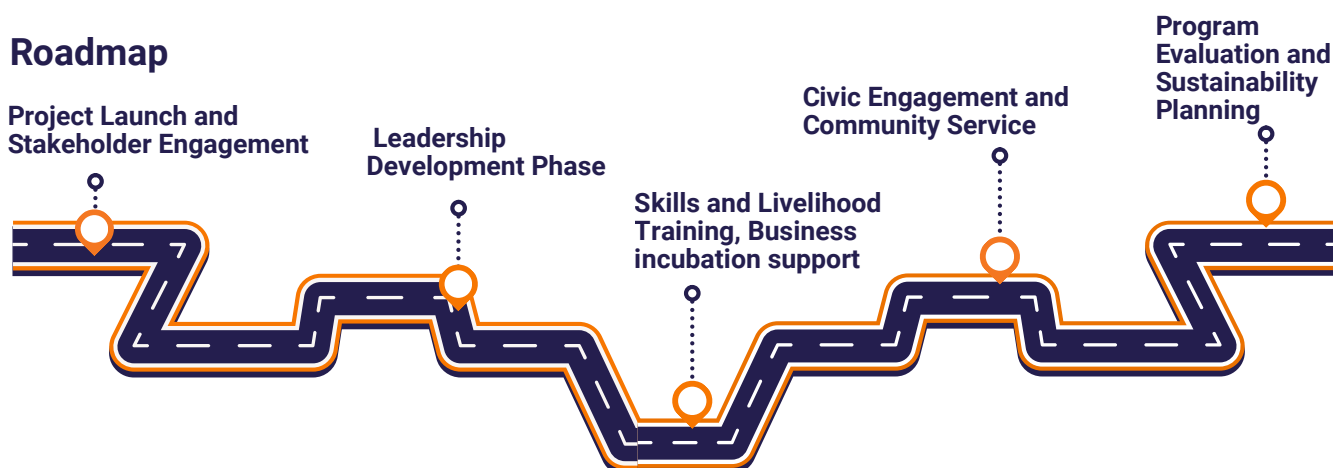 Roadmap
Project Launch and
Stakeholder Engagement
Leadership
Development Phase
Skills and Livelihood
Training, Business
incubation support
Civic Engagement and
Community Service
Program
Evaluation and
Sustainability
Planning